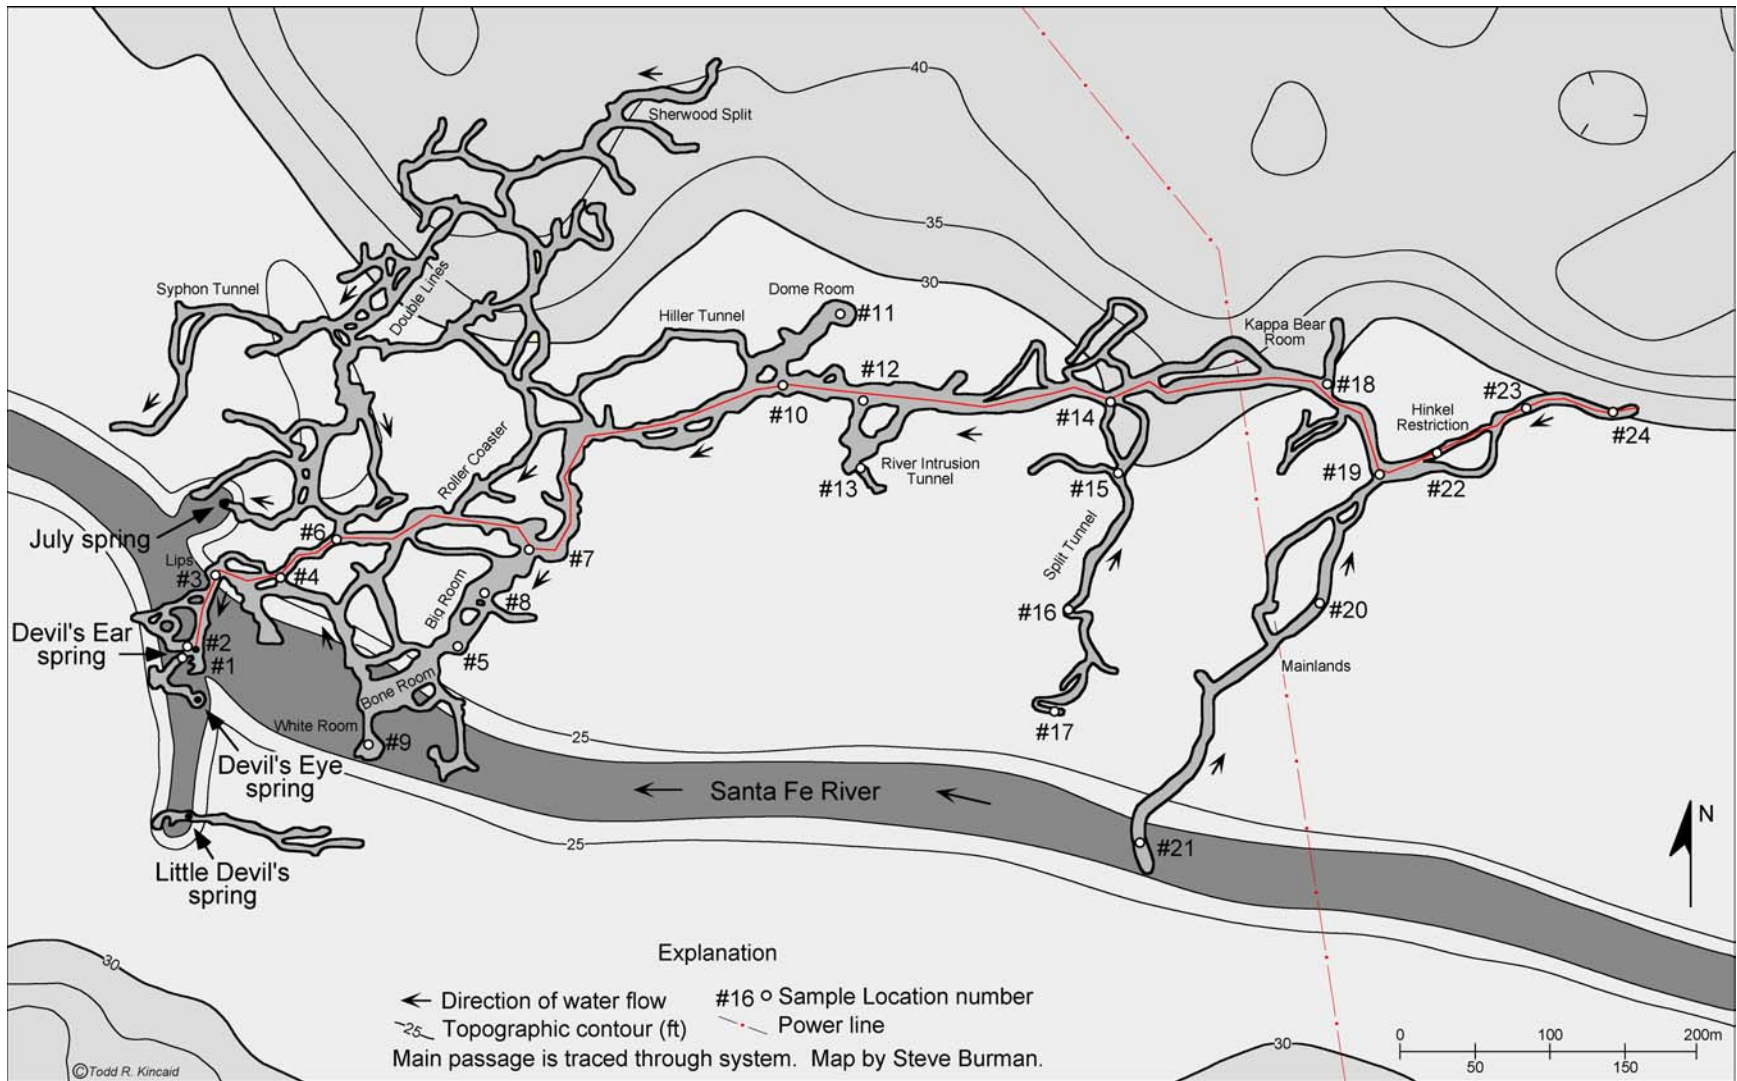 40
Sherwood Split
35
Syphon Tunnel
Double Lines
30
Dome Room
#11
Hiller Tunnel
Kappa Bear
Room
#12
#18
#23
#10
#14
Hinkel
Restriction
#24
Roller Coaster
River Intrusion
Tunnel
#13
#15
#19
#22
July spring
#6
Lips
#3
#4
#7
Split Tunnel
Big Room
#8
#16
#20
Devil's Ear
spring
#2
#1
#5
Mainlands
Bone Room
White Room
#9
#17
25
Devil's Eye
spring
Santa Fe River
25
#21
N
Little Devil's
spring
30
Explanation
Direction of water flow
#16 Sample Location number
25 Topographic contour (ft)
Power line
Main passage is traced through system. Map by Steve Burman.
30
0 100 200m
50 150
©Todd R. Kincaid